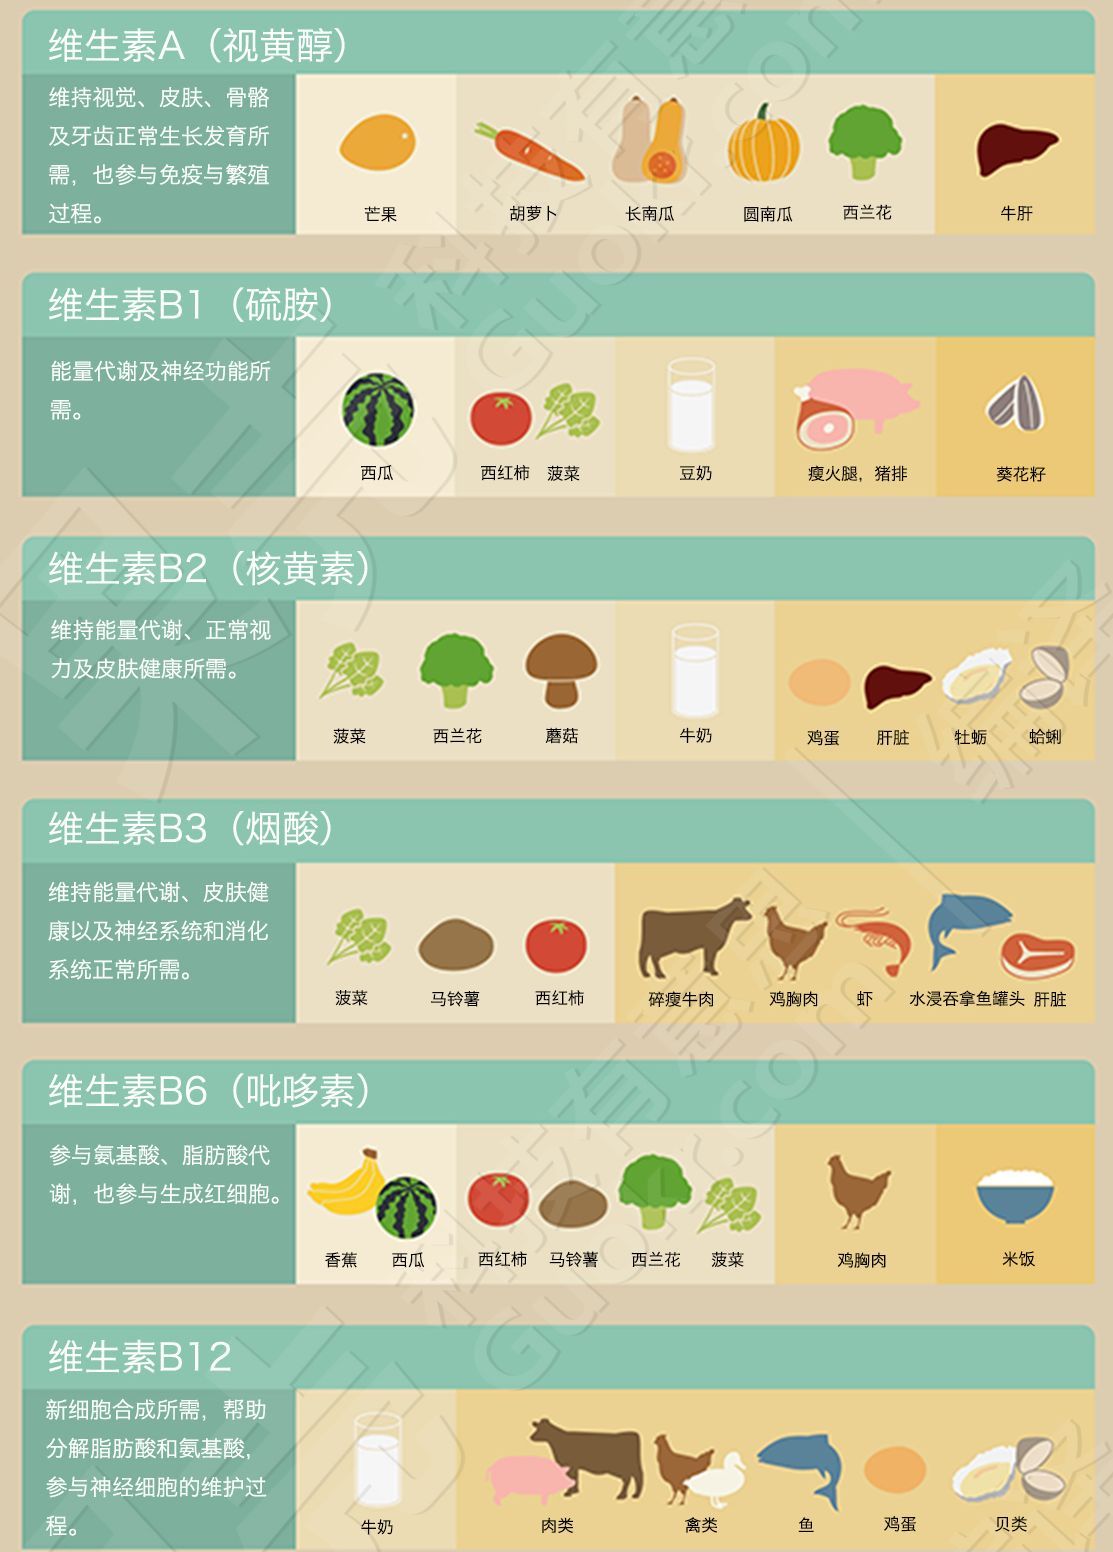 维生素A（视黄醇）
维持视觉、皮肤、骨骼
及牙齿正常生长发育所
需，也参与免疫与繁殖
过程。
芒果
胡萝卜
长南瓜
圆南瓜
西兰花
牛肝
维生素B1（硫胺）
能量代谢及神经功能所
需。
西瓜
西红柿
菠菜
豆奶
瘦火腿，猪排
葵花籽
维生素B2（核黄素）
维持能量代谢、正常视
力及皮肤健康所需。
菠菜
西兰花
蘑菇
牛奶
鸡蛋
肝脏
牡蛎
蛤蜊
维生素B3（烟酸）
维持能量代谢、皮肤健
康以及神经系统和消化
系统正常所需。
菠菜
马铃薯
西红柿
碎瘦牛肉
鸡胸肉
虾
水浸吞拿鱼罐头
肝脏
维生素B6（吡哆素）
参与氨基酸、脂肪酸代
谢，也参与生成红细胞。
香蕉
西瓜
西红柿
马铃薯
西兰花
菠菜
鸡胸肉
米饭
维生素B12
新细胞合成所需，帮助
分解脂肪酸和氨基酸，
参与神经细胞的维护过
程。
牛奶
肉类
禽类
鱼
鸡蛋
贝类
果壳
科技有意思
Guokr.com